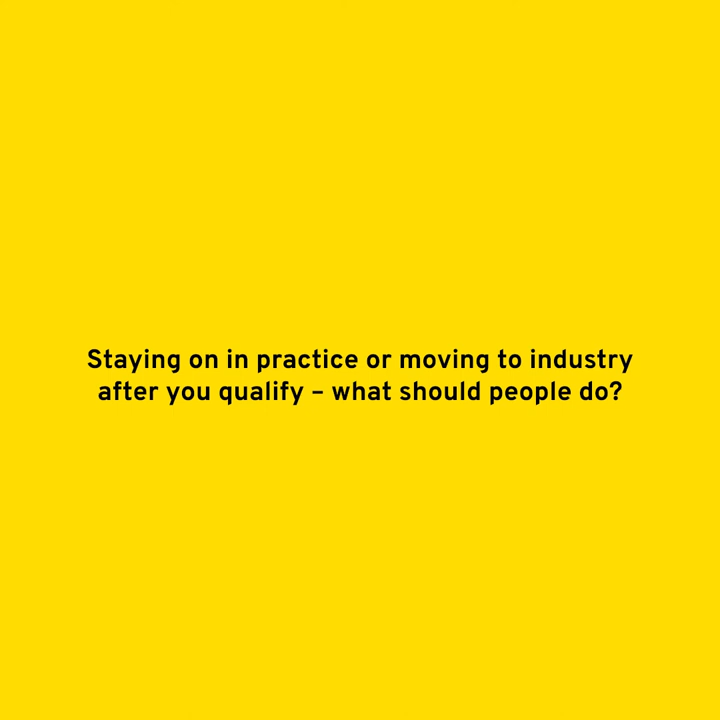 Staying on in practice or moving to industry
after you qualify – what should people do?